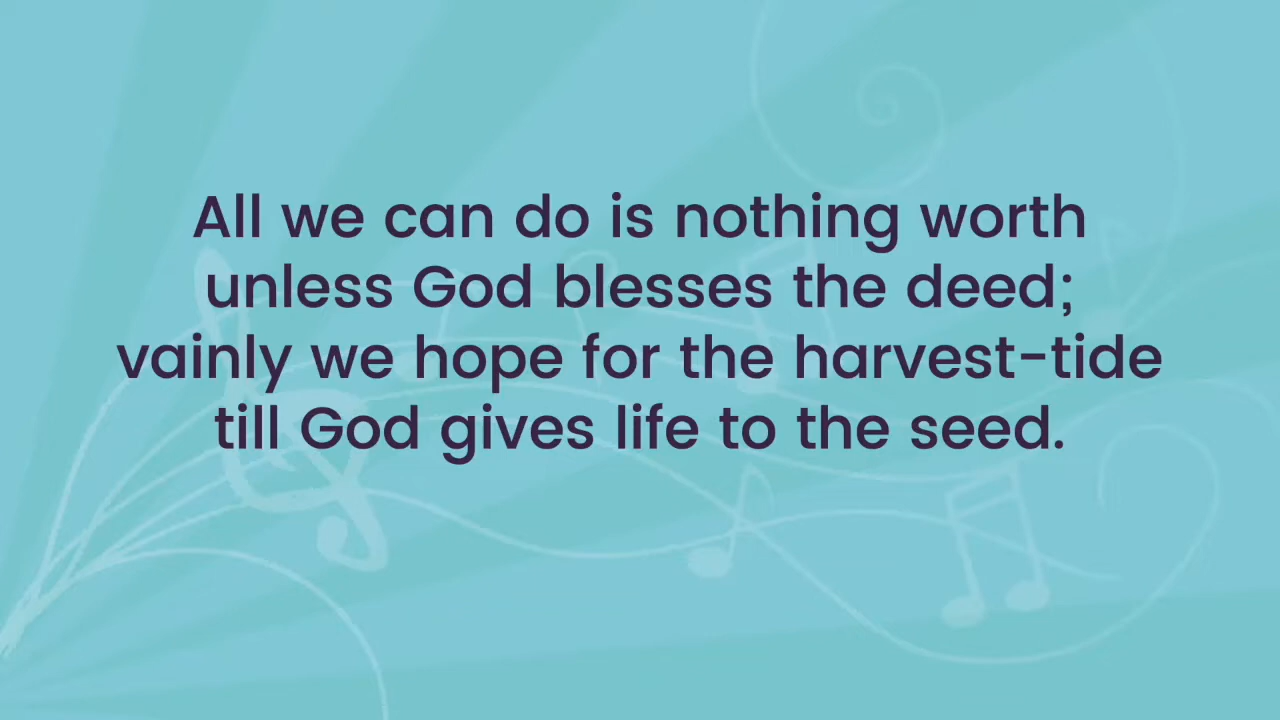 All we can do is nothing worth
unless God blesses the deed;
vainly we hope for the harvest-tide
till God gives life to the seed.